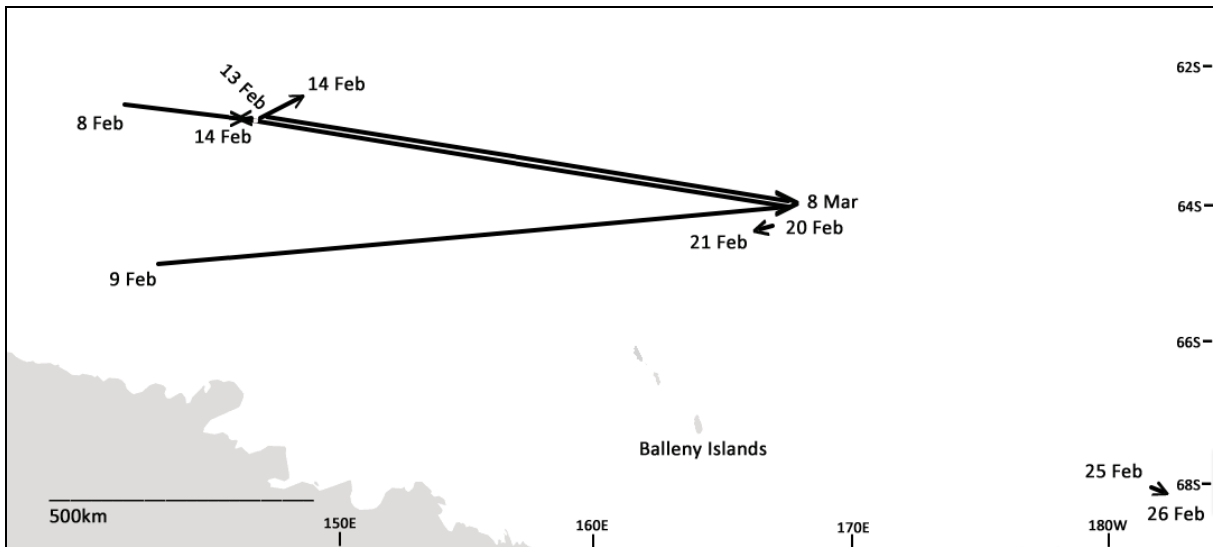 62S
13 Feb
14 Feb
8 Feb
14 Feb
8 Mar
64S
20 Feb
21 Feb
9 Feb
66S
Balleny Islands
25 Feb
68S
500km
26 Feb
150E
160E
170E
180W